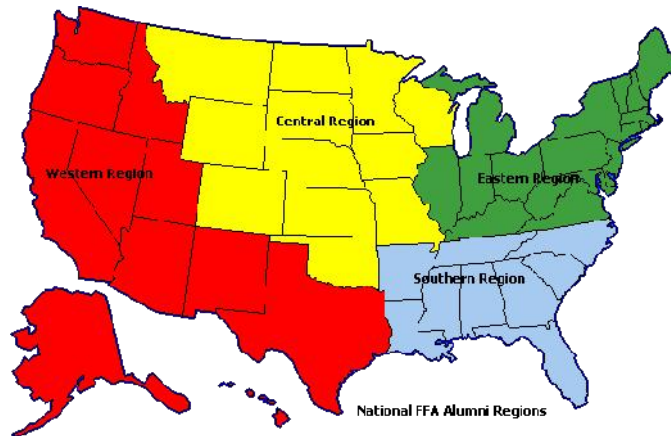 Central Region
Western Region
Eastern Region
Southern Region
National FFA Alumni Regions